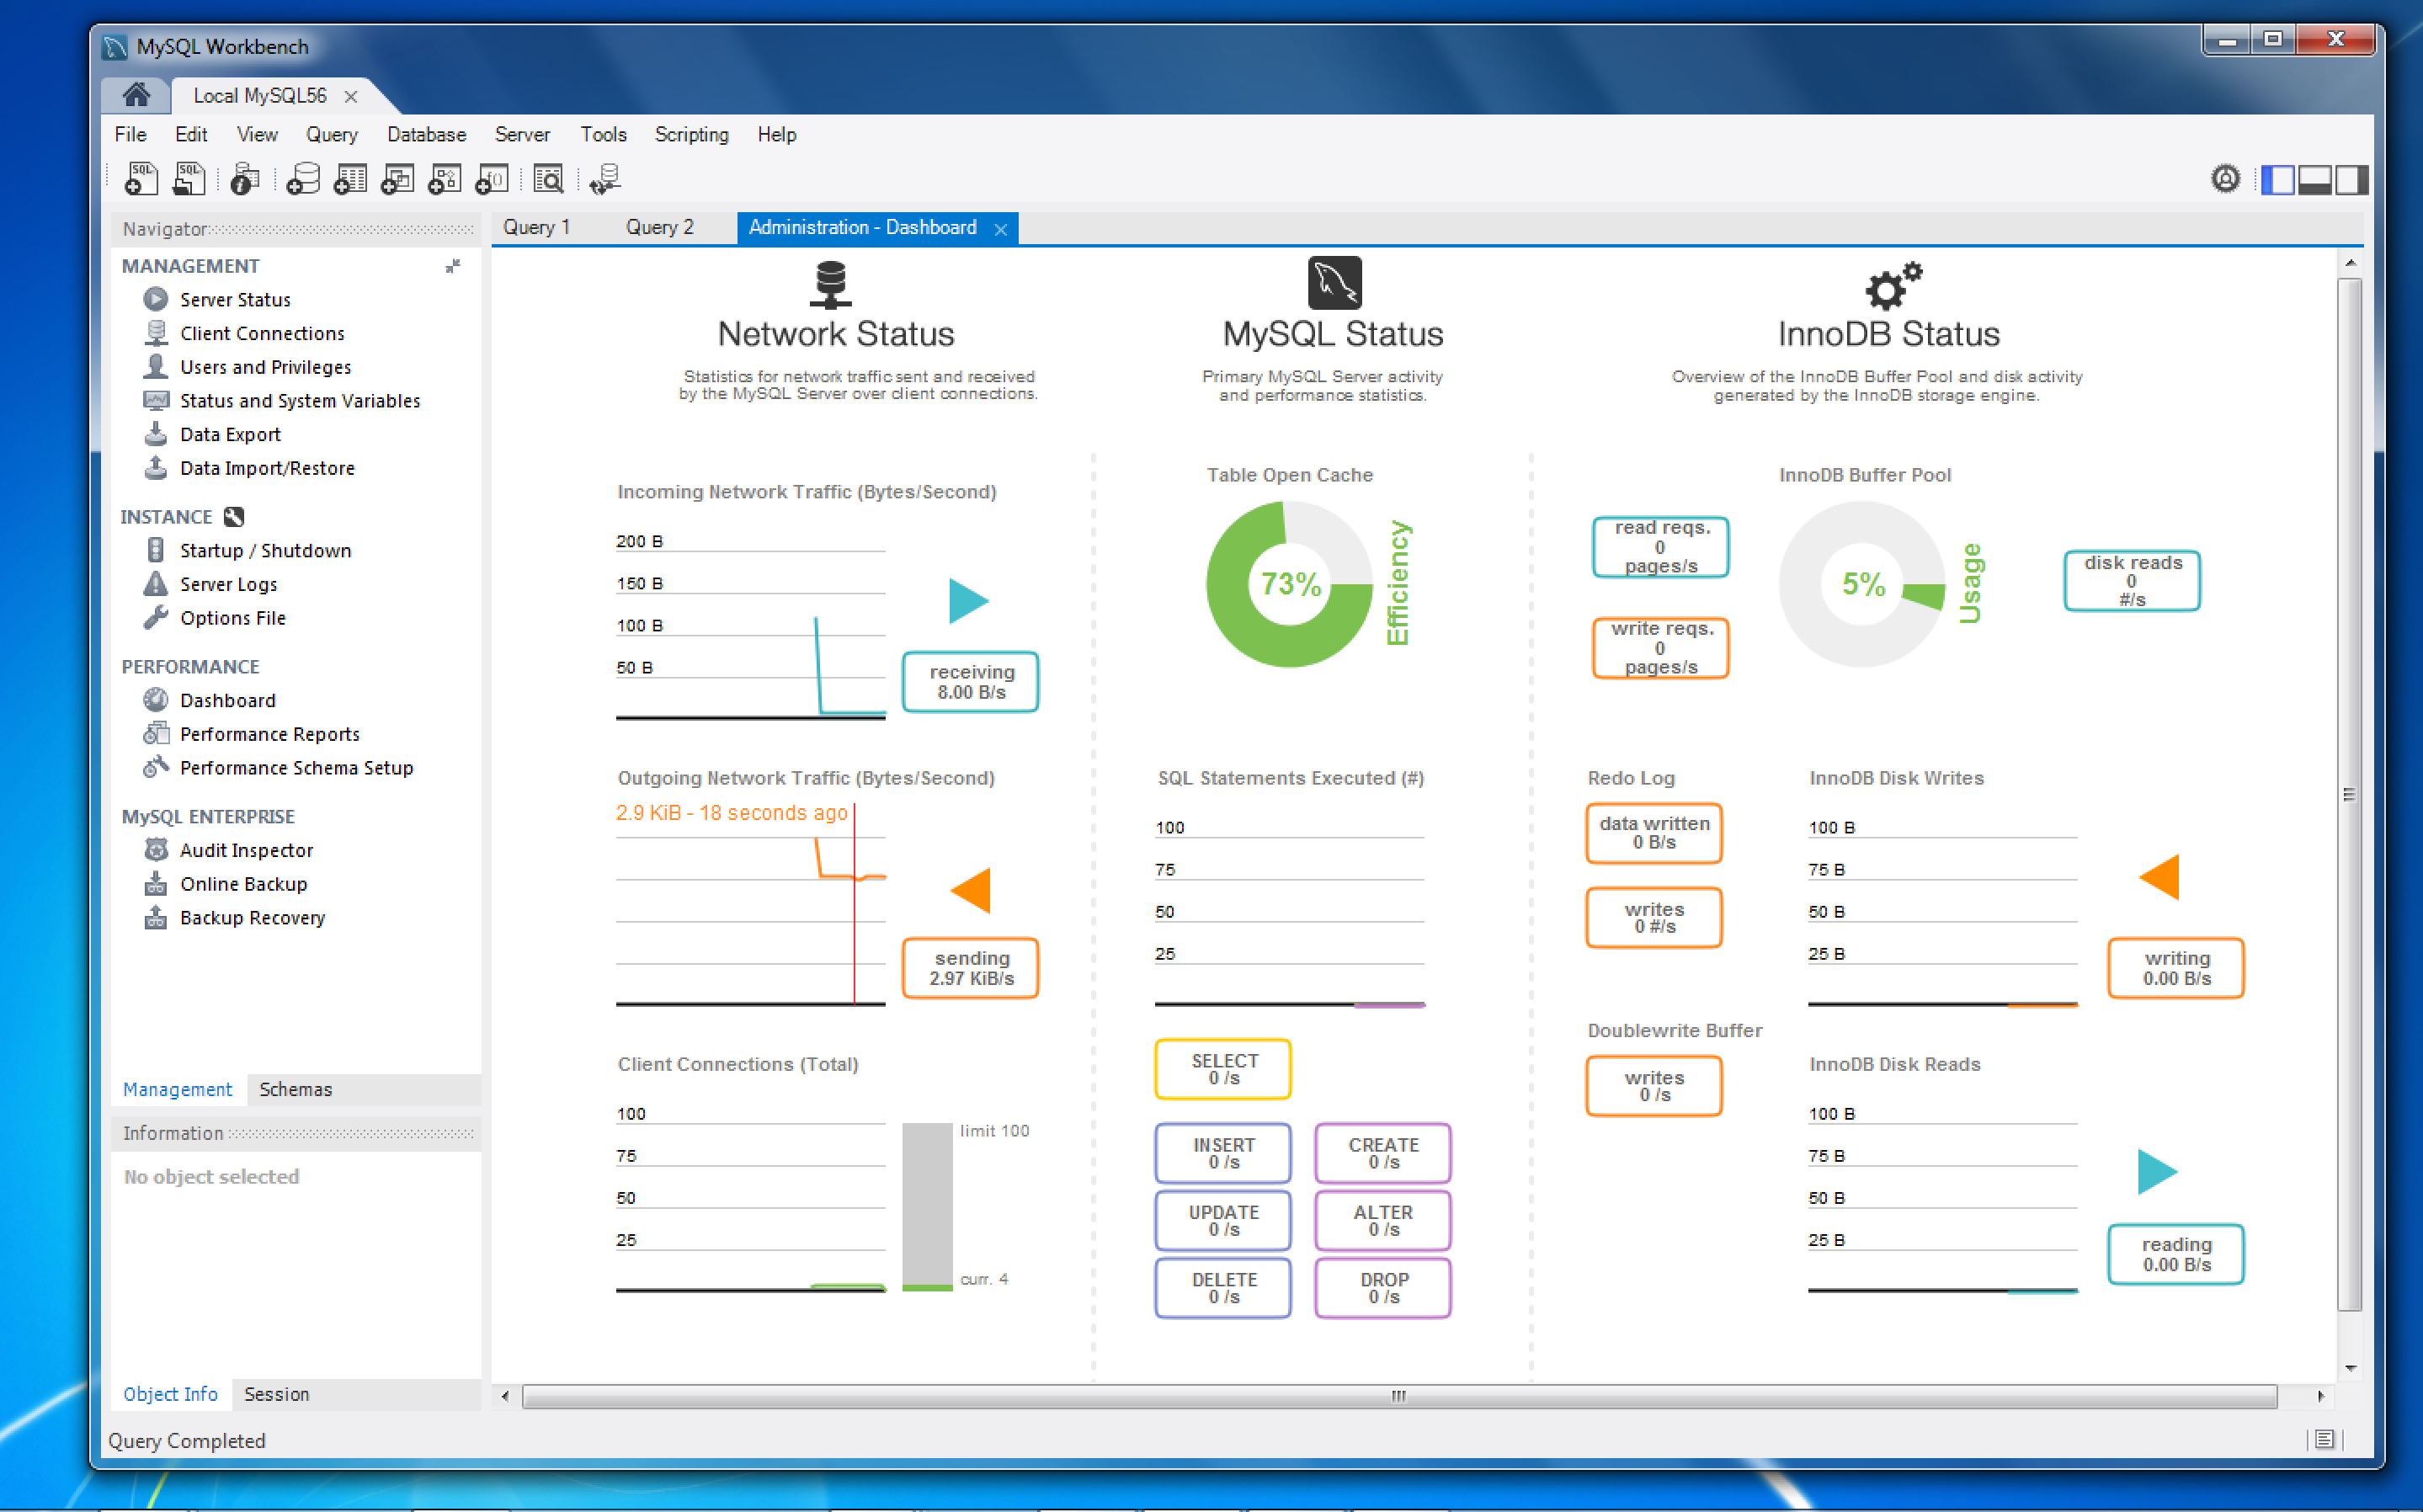 MySQL Workbench
Local MySQL56
File Edit View Query Database Server Tools Scripting Help
Navigator
MANAGEMENT
Server Status
Client Connections
Users and Privileges
Status and System Variables
Data Export
Data Import/Restore
INSTANCE
Startup / Shutdown
Server Logs
Options File
PERFORMANCE
Dashboard
Performance Reports
Performance Schema Setup
MySQL ENTERPRISE
Audit Inspector
Online Backup
Backup Recovery
Management Schemas
Information
No object selected
Object Info Session
Query Completed
Query 1 Query 2 Administration - Dashboard
Network Status
Statistics for network traffic sent and received
by the MySQL Server over client connections.
Incoming Network Traffic (Bytes/Second)
200 B
150 B
100 B
50 B
receiving
8.00 B/s
Outgoing Network Traffic (Bytes/Second)
2.9 KiB - 18 seconds ago
sending
2.97 KiB/s
Client Connections (Total)
100
75
50
25
limit 100
curr. 4
MySQL Status
Primary MySQL Server activity
and performance statistics.
Table Open Cache
73%
Efficiency
SQL Statements Executed (#)
100
75
50
25
SELECT
0 /s
INSERT
0 /s
CREATE
0 /s
UPDATE
0 /s
ALTER
0 /s
DELETE
0 /s
DROP
0 /s
InnoDB Status
Overview of the InnoDB Buffer Pool and disk activity
generated by the InnoDB storage engine.
InnoDB Buffer Pool
read reqs.
0
pages/s
write reqs.
0
pages/s
5%
Usage
disk reads
0
#/s
Redo Log
data written
0 B/s
writes
0 #/s
Doublewrite Buffer
writes
0 /s
InnoDB Disk Writes
100 B
75 B
50 B
25 B
writing
0.00 B/s
InnoDB Disk Reads
100 B
75 B
50 B
25 B
reading
0.00 B/s